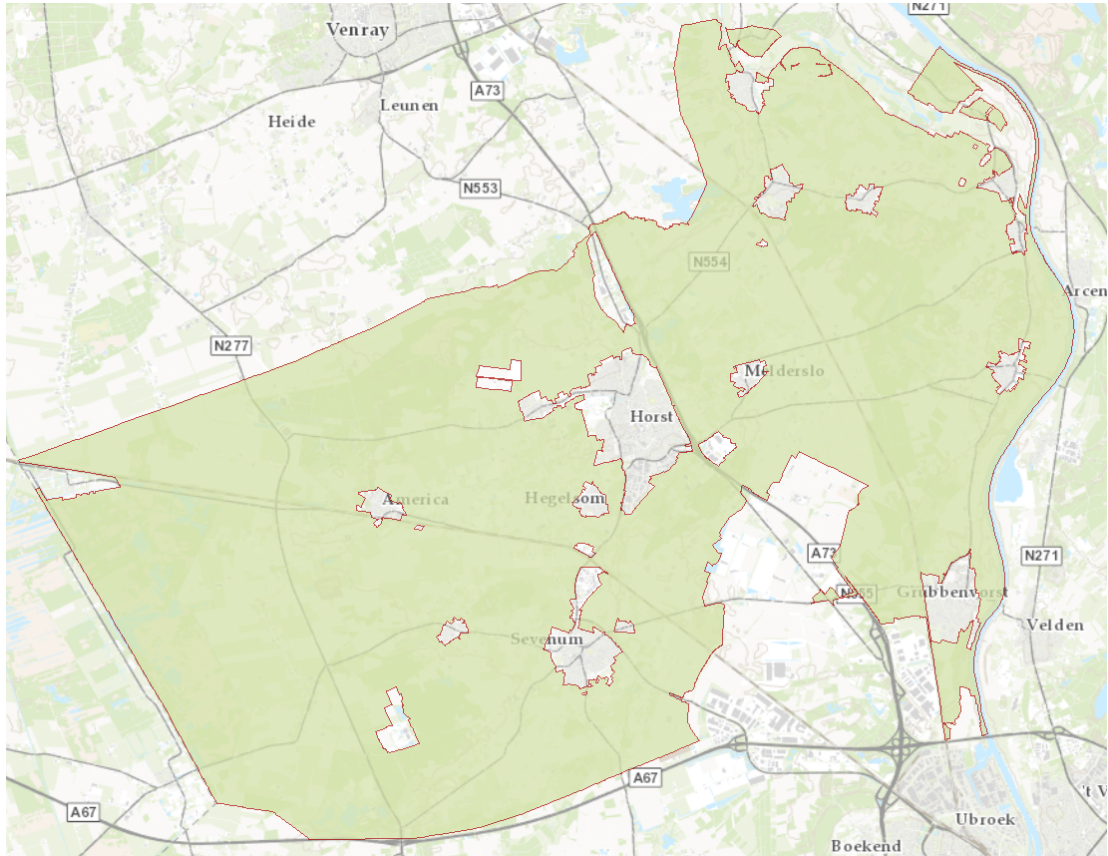 N271
Venray
A73
Leunen
Heide
N553
N554
Arcen
N277
Melderslo
Horst
America
Hegelsom
A73
N271
N555
Grubbenvorst
Velden
Sevenum
A67
A67
't V
Ubroek
Boekend